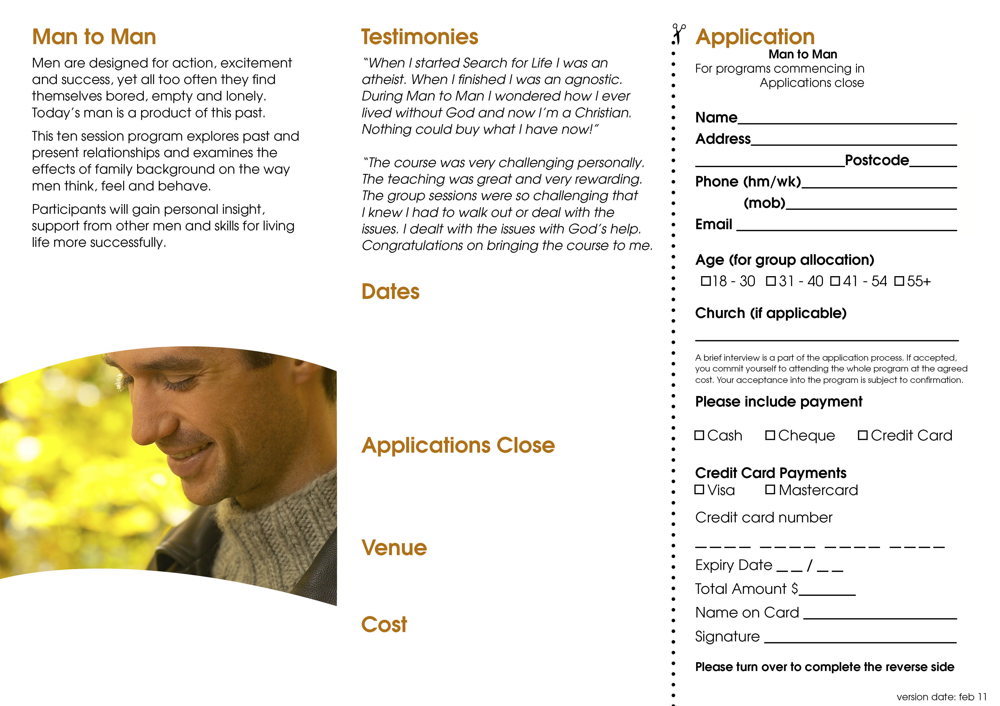 Man to Man
Men are designed for action, excitement
and success, yet all too often they find
themselves bored, empty and lonely.
Today’s man is a product of this past.
This ten session program explores past and
present relationships and examines the
effects of family background on the way
men think, feel and behave.
Participants will gain personal insight,
support from other men and skills for living
life more successfully.
Testimonies
“When I started Search for Life I was an
atheist. When I finished I was an agnostic.
During Man to Man I wondered how I ever
lived without God and now I’m a Christian.
Nothing could buy what I have now!”
“The course was very challenging personally.
The teaching was great and very rewarding.
The group sessions were so challenging that
I knew I had to walk out or deal with the
issues. I dealt with the issues with God’s help.
Congratulations on bringing the course to me.
Dates
Applications Close
Venue
Cost
Application
Man to Man
For programs commencing in
Applications close
Name
Address
Postcode
Phone (hm/wk)
(mob)
Email
Age (for group allocation)
18 - 30 31 - 40 41 - 54 55+
Church (if applicable)
A brief interview is a part of the application process. If accepted,
you commit yourself to attending the whole program at the agreed
cost. Your acceptance into the program is subject to confirmation.
Please include payment
Cash Cheque Credit Card
Credit Card Payments
Visa Mastercard
Credit card number
Expiry Date __/__
Total Amount $
Name on Card
Signature
Please turn over to complete the reverse side
version date: feb 11